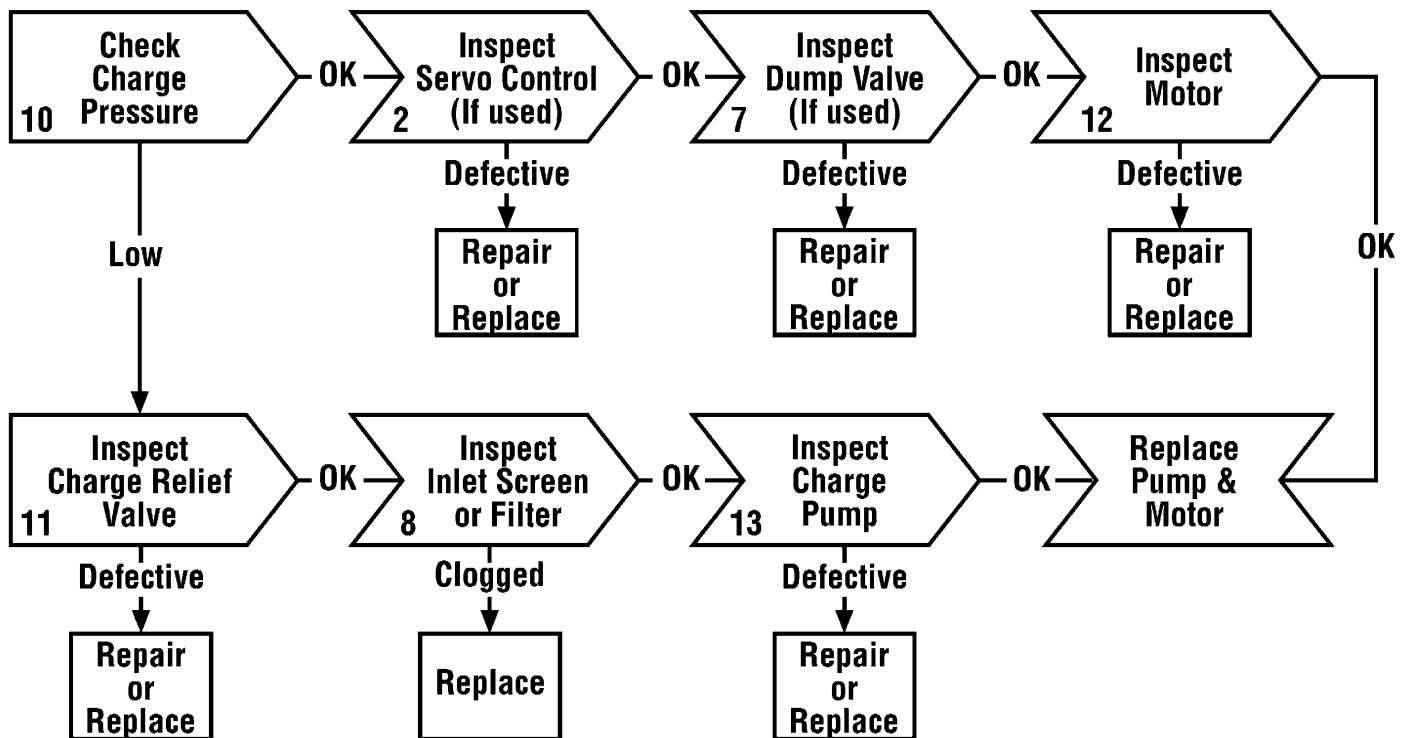 Check
Charge
Pressure
10
OK
Inspect
Servo Control
(If used)
2
OK
Inspect
Dump Valve
(If used)
7
OK
Inspect
Motor
12
OK
Low
Defective
Repair
or
Replace
Defective
Repair
or
Replace
Defective
Repair
or
Replace
Inspect
Charge Relief
Valve
11
OK
Inspect
Inlet Screen
or Filter
8
OK
Inspect
Charge
Pump
13
OK
Replace
Pump &
Motor
Defective
Repair
or
Replace
Clogged
Replace
Defective
Repair
or
Replace